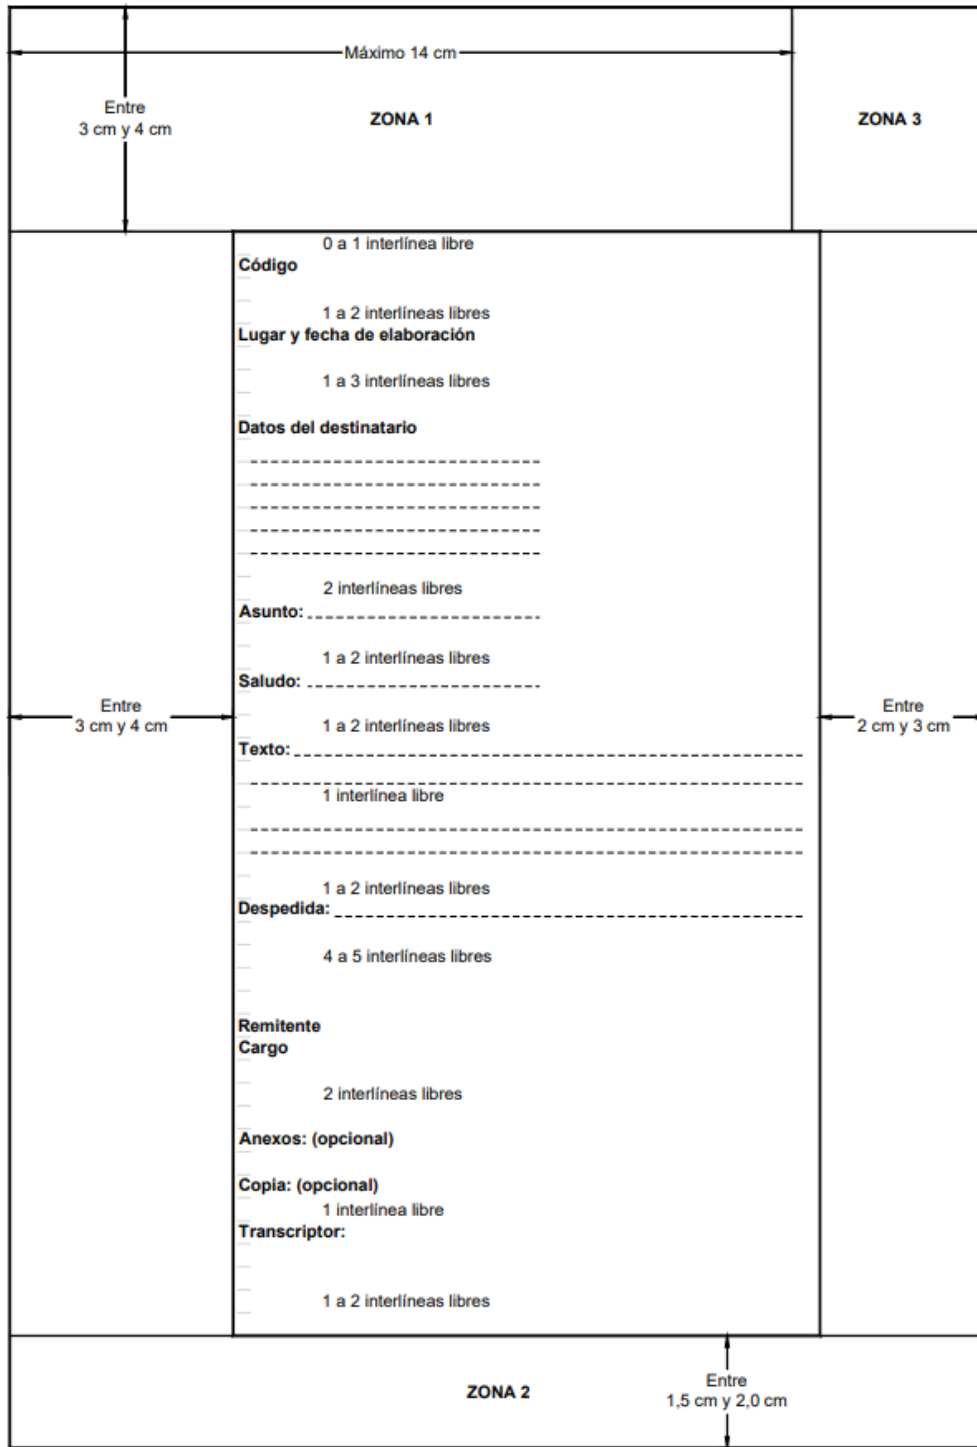 Máximo 14 cm
Entre
3 cm y 4 cm
ZONA 1
ZONA 3
0 a 1 interlínea libre
Código
1 a 2 interlíneas libres
Lugar y fecha de elaboración
1 a 3 interlíneas libres
Datos del destinatario
2 interlíneas libres
Asunto:
1 a 2 interlíneas libres
Saludo:
Entre
3 cm y 4 cm
Entre
2 cm y 3 cm
1 a 2 interlíneas libres
Texto:
1 interlínea libre
1 a 2 interlíneas libres
Despedida:
4 a 5 interlíneas libres
Remitente
Cargo
2 interlíneas libres
Anexos: (opcional)
Copia: (opcional)
1 interlínea libre
Transcriptor:
1 a 2 interlíneas libres
ZONA 2
Entre
1,5 cm y 2,0 cm